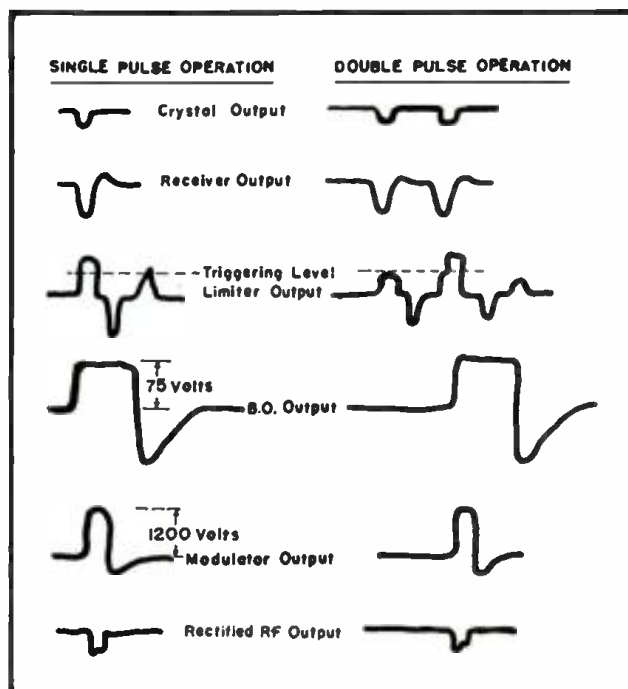 SINGLE PULSE OPERATION
DOUBLE PULSE OPERATION
Crystal Output
Receiver Output
Triggering Level
Limiter Output
75 Volts
B.O. Output
1200 Volts
Modulator Output
Rectified RF Output